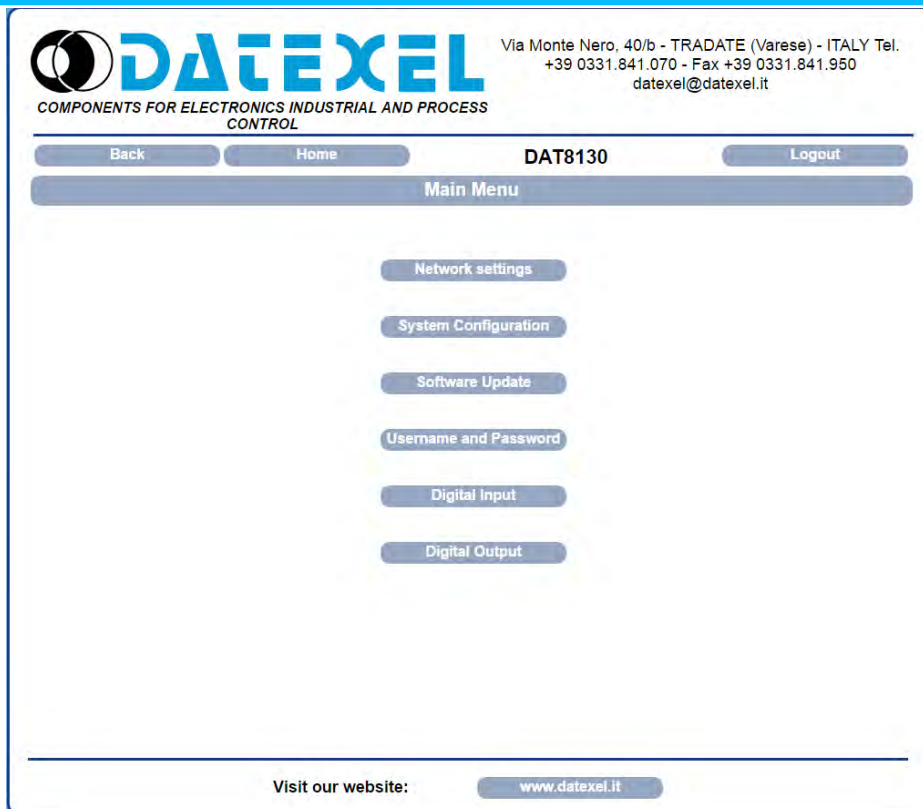 DATEXEL
COMPONENTS FOR ELECTRONICS INDUSTRIAL AND PROCESS
CONTROL
Via Monte Nero, 40/b - TRADATE (Varese) - ITALY Tel.
+39 0331.841.070 - Fax +39 0331.841.950
datexel@datexel.it
Back
Home
DAT8130
Logout
Main Menu
Network settings
System Configuration
Software Update
Username and Password
Digital Input
Digital Output
Visit our website:
www.datexel.it